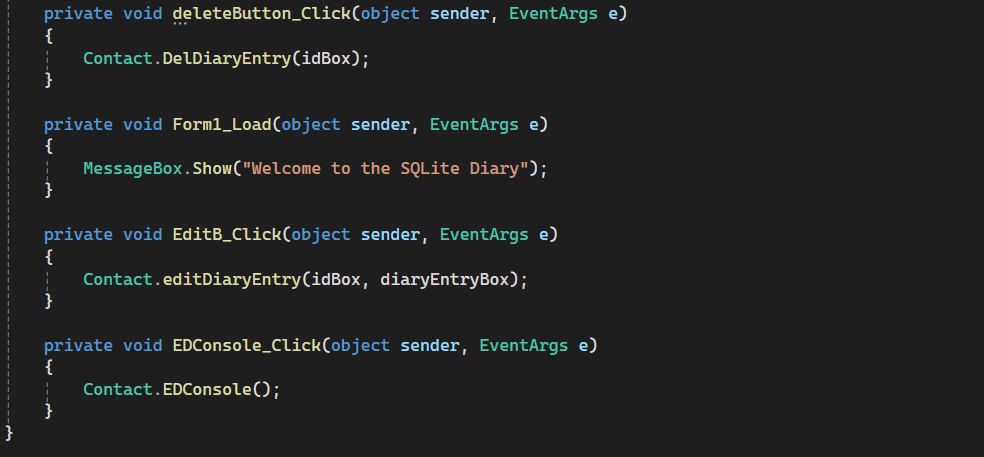 private void deleteButton_Click(object sender, EventArgs e)
{
Contact.DelDiaryEntry(idBox);
}
private void Form1_Load(object sender, EventArgs e)
{
MessageBox.Show("Welcome to the SQLite Diary");
}
private void EditB_Click(object sender, EventArgs e)
{
Contact.editDiaryEntry(idBox, diaryEntryBox);
}
private void EDConsole_Click(object sender, EventArgs e)
{
Contact.EDConsole();
}
}